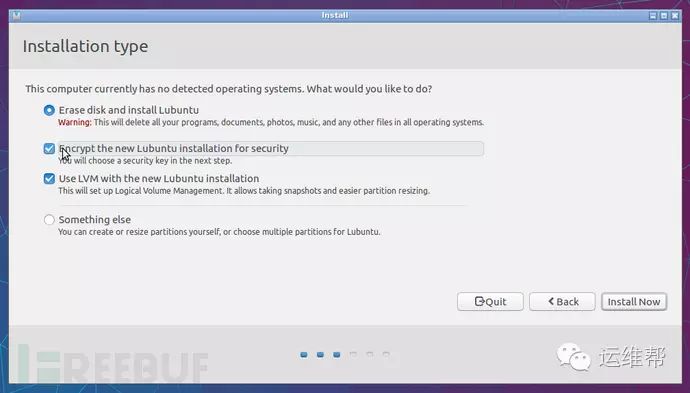 Install
Installation type
This computer currently has no detected operating systems. What would you like to do?
Erase disk and install Lubuntu
Warning: This will delete all your programs, documents, photos, music, and any other files in all operating systems.
Encrypt the new Lubuntu installation for security
You will choose a security key in the next step.
Use LVM with the new Lubuntu installation
This will set up Logical Volume Management. It allows taking snapshots and easier partition resizing.
Something else
You can create or resize partitions yourself, or choose multiple partitions for Lubuntu.
Quit
Back
Install Now
FREEBUF
运维帮